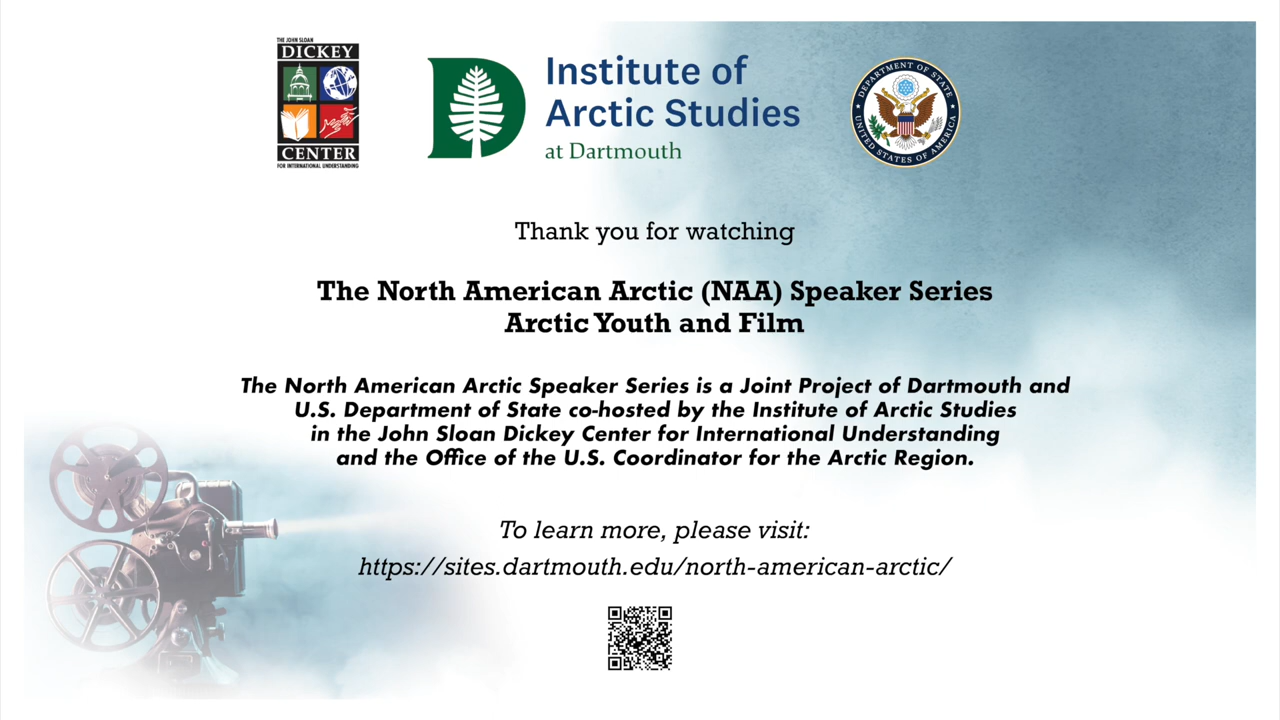 THE JOHN SLOAN
DICKEY
CENTER
FOR INTERNATIONAL UNDERSTANDING
Institute of
Arctic Studies
at Dartmouth
DEPARTMENT OF STATE
UNITED STATES OF AMERICA
Thank you for watching
The North American Arctic (NAA) Speaker Series
Arctic Youth and Film
The North American Arctic Speaker Series is a Joint Project of Dartmouth and
U.S. Department of State co-hosted by the Institute of Arctic Studies
in the John Sloan Dickey Center for International Understanding
and the Office of the U.S. Coordinator for the Arctic Region.
To learn more, please visit:
https://sites.dartmouth.edu/north-american-arctic/